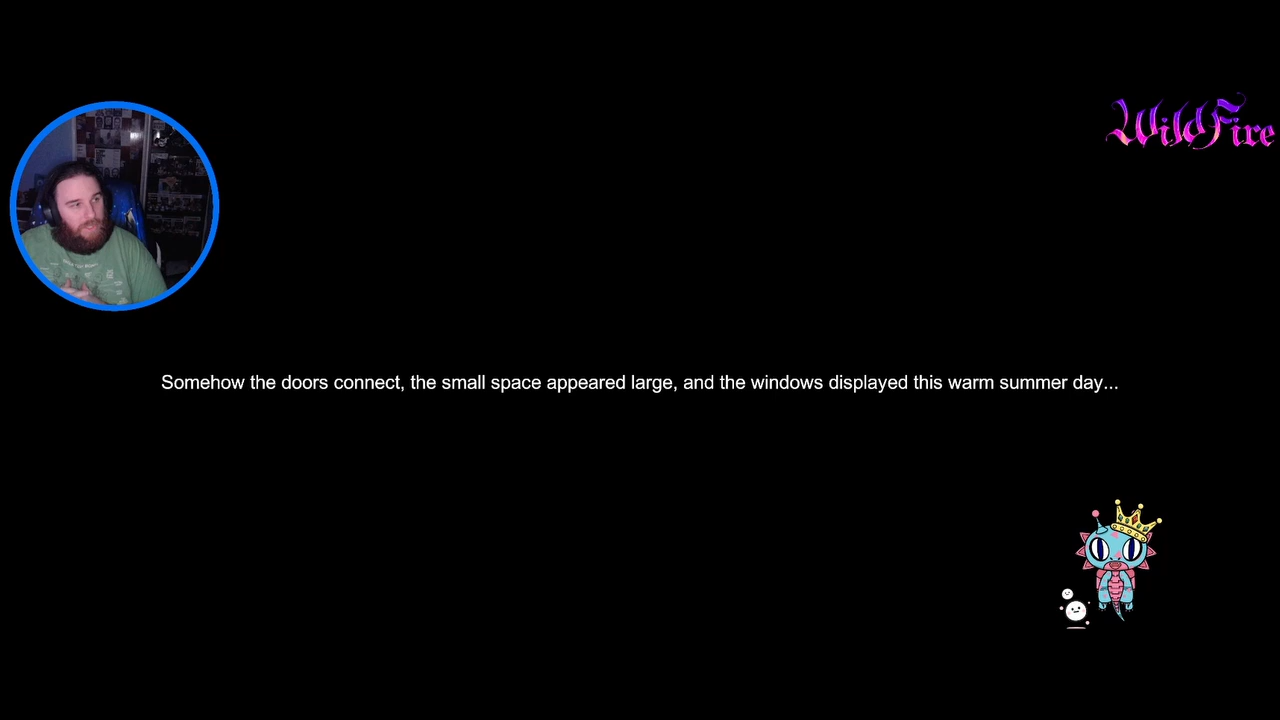 WildFire
Somehow the doors connect, the small space appeared large, and the windows displayed this warm summer day...